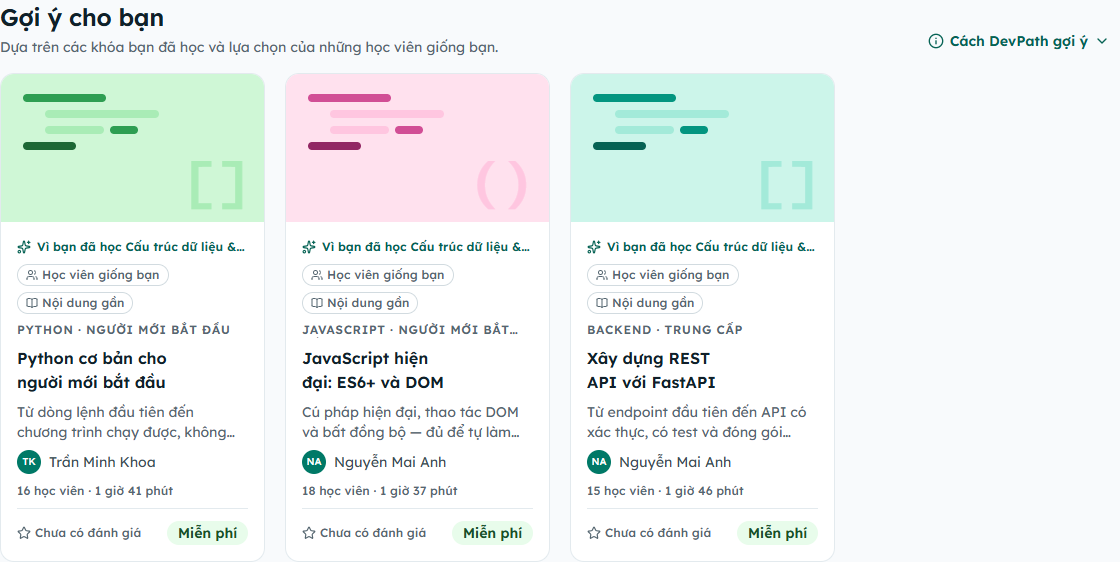 Gợi ý cho bạn
Dựa trên các khóa bạn đã học và lựa chọn của những học viên giống bạn.
Cách DevPath gợi ý
[ ]
Vì bạn đã học Cấu trúc dữ liệu &...
Học viên giống bạn
Nội dung gần
PYTHON · NGƯỜI MỚI BẮT ĐẦU
Python cơ bản cho
người mới bắt đầu
Từ dòng lệnh đầu tiên đến
chương trình chạy được, không...
TK Trần Minh Khoa
16 học viên · 1 giờ 41 phút
Chưa có đánh giá
Miễn phí
( )
Vì bạn đã học Cấu trúc dữ liệu &...
Học viên giống bạn
Nội dung gần
JAVASCRIPT · NGƯỜI MỚI BẮT...
JavaScript hiện
đại: ES6+ và DOM
Cú pháp hiện đại, thao tác DOM
và bất đồng bộ — đủ để tự làm...
NA Nguyễn Mai Anh
18 học viên · 1 giờ 37 phút
Chưa có đánh giá
Miễn phí
[ ]
Vì bạn đã học Cấu trúc dữ liệu &...
Học viên giống bạn
Nội dung gần
BACKEND · TRUNG CẤP
Xây dựng REST
API với FastAPI
Từ endpoint đầu tiên đến API có
xác thực, có test và đóng gói...
NA Nguyễn Mai Anh
15 học viên · 1 giờ 46 phút
Chưa có đánh giá
Miễn phí